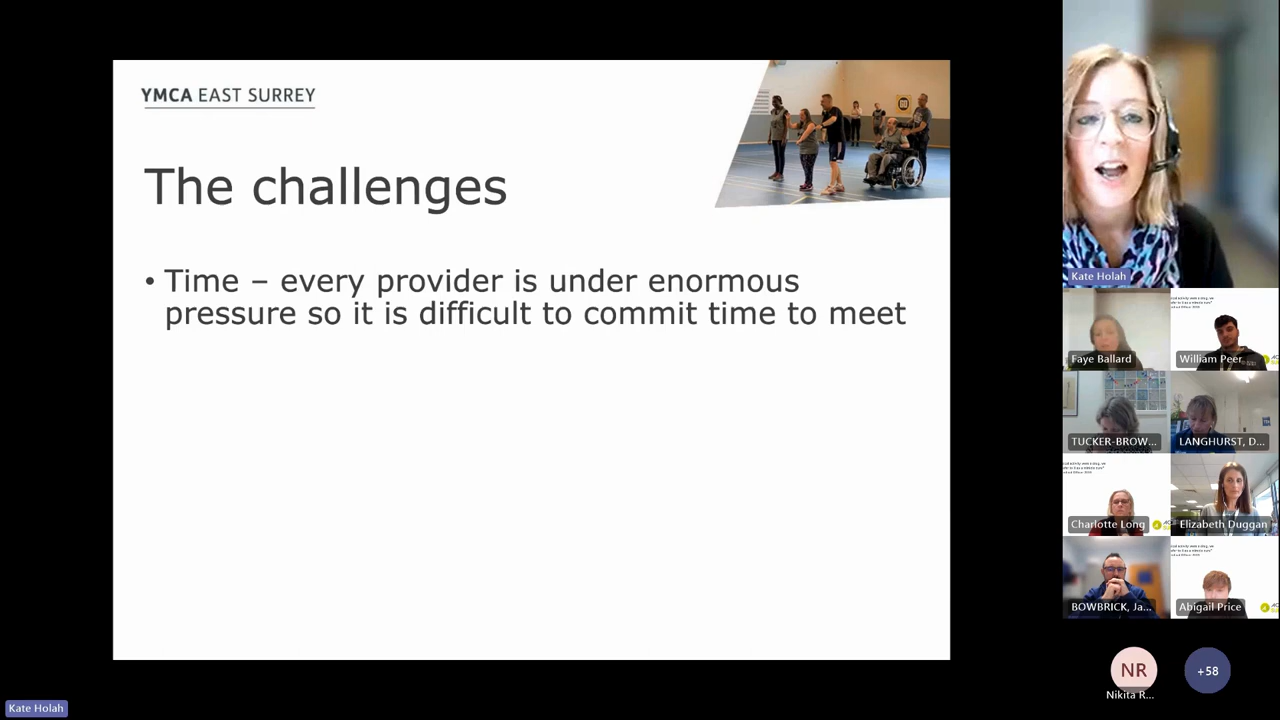 YMCA EAST SURREY
The challenges
• Time – every provider is under enormous
pressure so it is difficult to commit time to meet
Kate Holah
Faye Ballard
William Peer
TUCKER-BROW...
LANGHURST, D...
Charlotte Long
Elizabeth Duggan
BOWBRICK, Ja...
Abigail Price
NR
+58
Nikita R...
Kate Holah